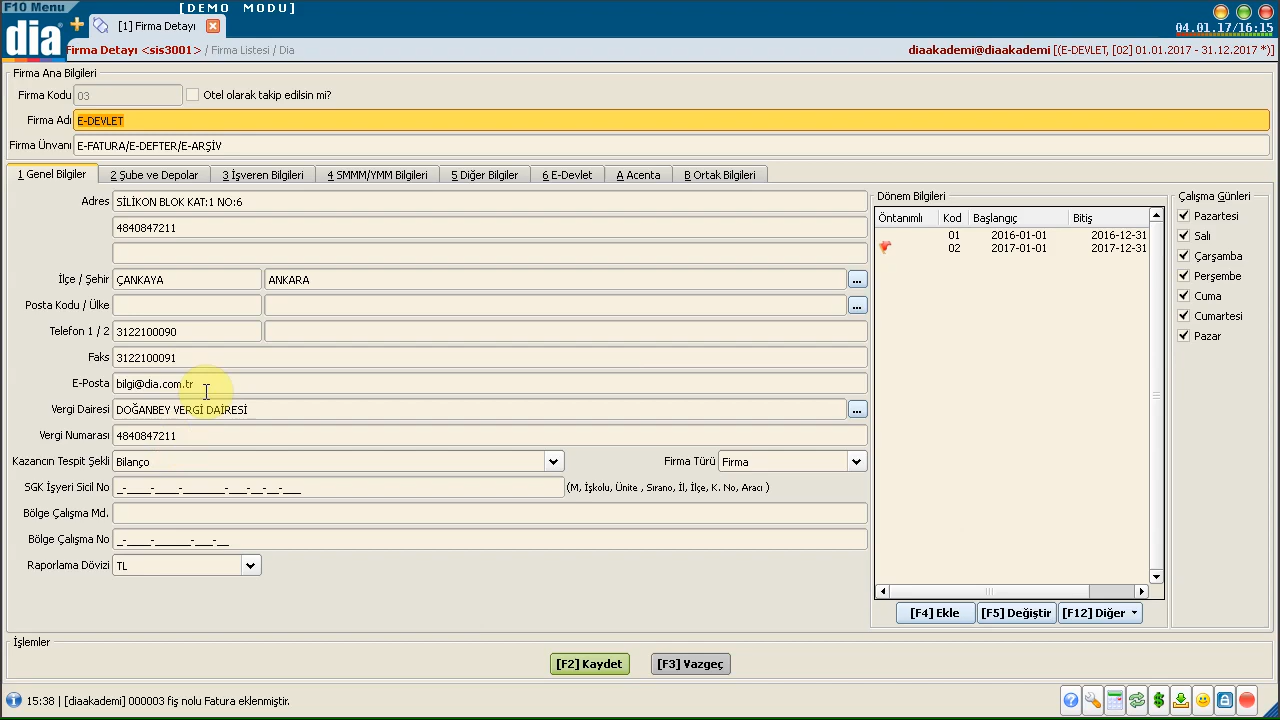 F10 Menu
[DEMO MODU]
dia
[1] Firma Detayı
04.01.17/16:15
Firma Detayı <sis3001> / Firma Listesi / Dia
diaakademi@diaakademi [(E-DEVLET, [02] 01.01.2017 - 31.12.2017 *)]
Firma Ana Bilgileri
Firma Kodu 03 Otel olarak takip edilsin mi?
Firma Adı E-DEVLET
Firma Ünvanı E-FATURA/E-DEFTER/E-ARŞİV
1 Genel Bilgiler 2 Şube ve Depolar 3 İşveren Bilgileri 4 SMMM/YMM Bilgileri 5 Diğer Bilgiler 6 E-Devlet A Acenta B Ortak Bilgileri
Adres SİLİKON BLOK KAT:1 NO:6
4840847211
İlçe / Şehir ÇANKAYA ANKARA ...
Posta Kodu / Ülke ...
Telefon 1 / 2 3122100090
Faks 3122100091
E-Posta bilgi@dia.com.tr
Vergi Dairesi DOĞANBEY VERGİ DAİRESİ ...
Vergi Numarası 4840847211
Kazancın Tespit Şekli Bilanço Firma Türü Firma
SGK İşyeri Sicil No _-____-____-_______-___-__-__-___ (M, İşkolu, Ünite , Sırano, İl, İlçe, K. No, Aracı )
Bölge Çalışma Md.
Bölge Çalışma No _-____-______-___-__
Raporlama Dövizi TL
Dönem Bilgileri
Öntanımlı Kod Başlangıç Bitiş
01 2016-01-01 2016-12-31
02 2017-01-01 2017-12-31
[F4] Ekle [F5] Değiştir [F12] Diğer
Çalışma Günleri
Pazartesi
Salı
Çarşamba
Perşembe
Cuma
Cumartesi
Pazar
İşlemler
[F2] Kaydet [F3] Vazgeç
15:38 | [diaakademi] 000003 fiş nolu Fatura eklenmiştir.